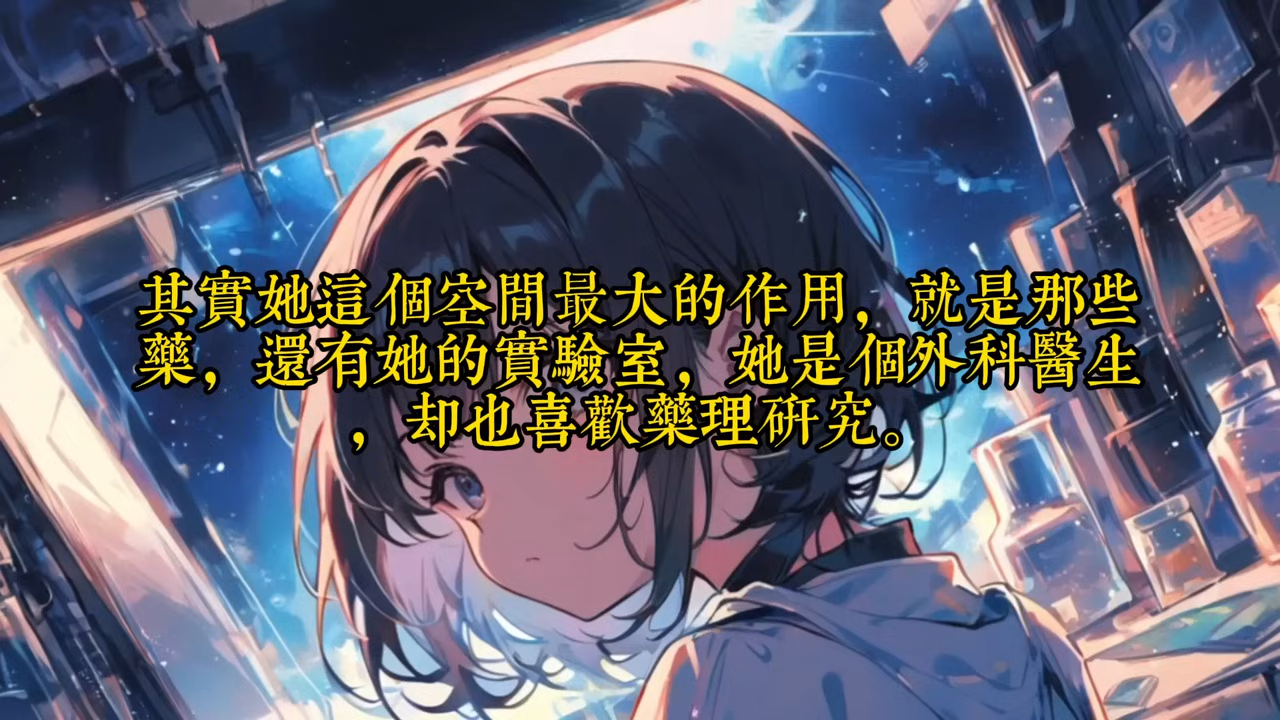 其實她這個空間最大的作用，就是那些
藥，還有她的實驗室，她是個外科醫生
，却也喜歡藥理研究。